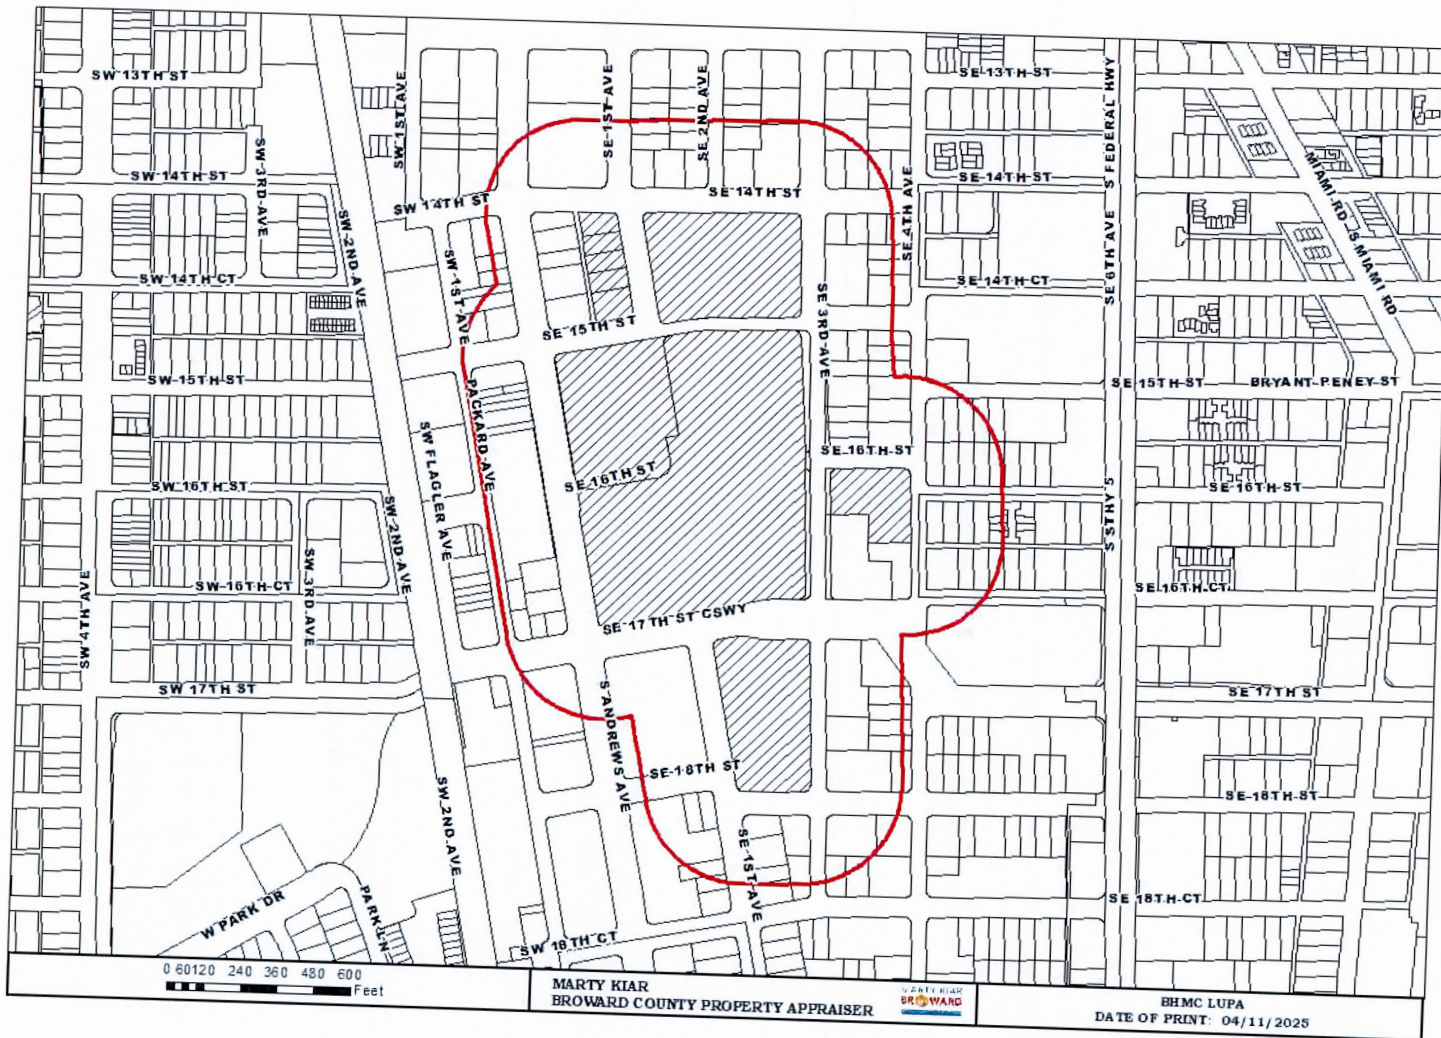 SW 13TH ST
SW 1ST AVE
SE 1ST AVE
SE 2ND AVE
SE 13TH ST
S FEDERAL HWY
MIAMI RD
SW 14TH ST
SW 3RD AVE
SW 14TH ST
SE 14TH ST
SE 4TH AVE
SE 14TH ST
SE 6TH AVE
S MIAMI RD
SW 2ND AVE
SW 14TH CT
SW 1ST AVE
SE 3RD AVE
SE 14TH CT
SE 15TH ST
SW 15TH ST
PACKARD AVE
SE 15TH ST
BRYANT PENEY ST
SW FLAGLER AVE
SE 16TH ST
SE 16TH ST
SW 16TH ST
SW 2ND AVE
S STHY 5
SE 16TH ST
SW 4TH AVE
SW 16TH CT
SW 3RD AVE
SE 16TH CT
SE 17TH ST CSWY
SW 17TH ST
S ANDREWS AVE
SE 17TH ST
SW 2ND AVE
SE 18TH ST
SE 18TH ST
SE 1ST AVE
W PARK DR
PARK LN
SE 18TH CT
SW 18TH CT
0 60120 240 360 480 600
Feet
MARTY KIAR
BROWARD COUNTY PROPERTY APPRAISER
MARTY KIAR
BROWARD
BHMC LUPA
DATE OF PRINT: 04/11/2025